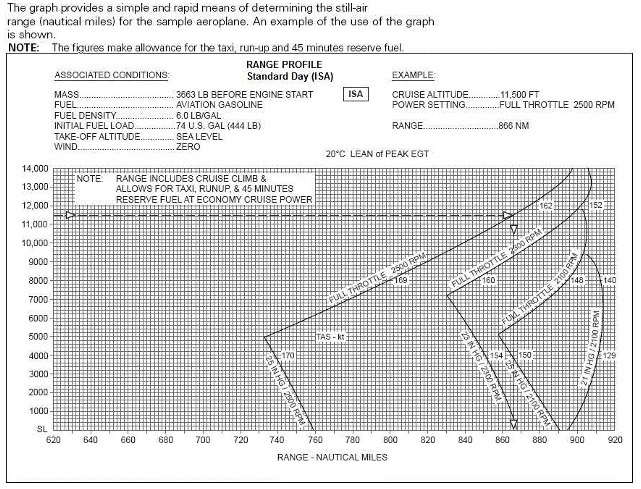 The graph provides a simple and rapid means of determining the still-air
range (nautical miles) for the sample aeroplane. An example of the use of the graph
is shown.
NOTE: The figures make allowance for the taxi, run-up and 45 minutes reserve fuel.
RANGE PROFILE
Standard Day (ISA)
ASSOCIATED CONDITIONS:
EXAMPLE:
MASS........................ 3663 LB BEFORE ENGINE START
FUEL......................... AVIATION GASOLINE
FUEL DENSITY................ 6.0 LB/GAL
INITIAL FUEL LOAD............ 74 U.S. GAL (444 LB)
TAKE-OFF ALTITUDE........... SEA LEVEL
WIND......................... ZERO
ISA
CRUISE ALTITUDE..........11,500 FT
POWER SETTING...........FULL THROTTLE 2500 RPM
RANGE.........................866 NM
20°C LEAN of PEAK EGT
NOTE: RANGE INCLUDES CRUISE CLIMB &
ALLOWS FOR TAXI, RUNUP, & 45 MINUTES
RESERVE FUEL AT ECONOMY CRUISE POWER
14,000
13,000
12,000
11,000
10,000
9000
8000
7000
6000
5000
4000
3000
2000
1000
SL
162
152
FULL THROTTLE 2500 RPM
169
FULL THROTTLE 2300 RPM
160
FULL THROTTLE 2100 RPM
148
140
TAS - kt
170
25 IN HG / 2500 RPM
25 IN HG / 2300 RPM
154
150
25 IN HG / 2100 RPM
21 IN HG / 2100 RPM
129
620 640 660 680 700 720 740 760 780 800 820 840 860 880 900 920
RANGE - NAUTICAL MILES